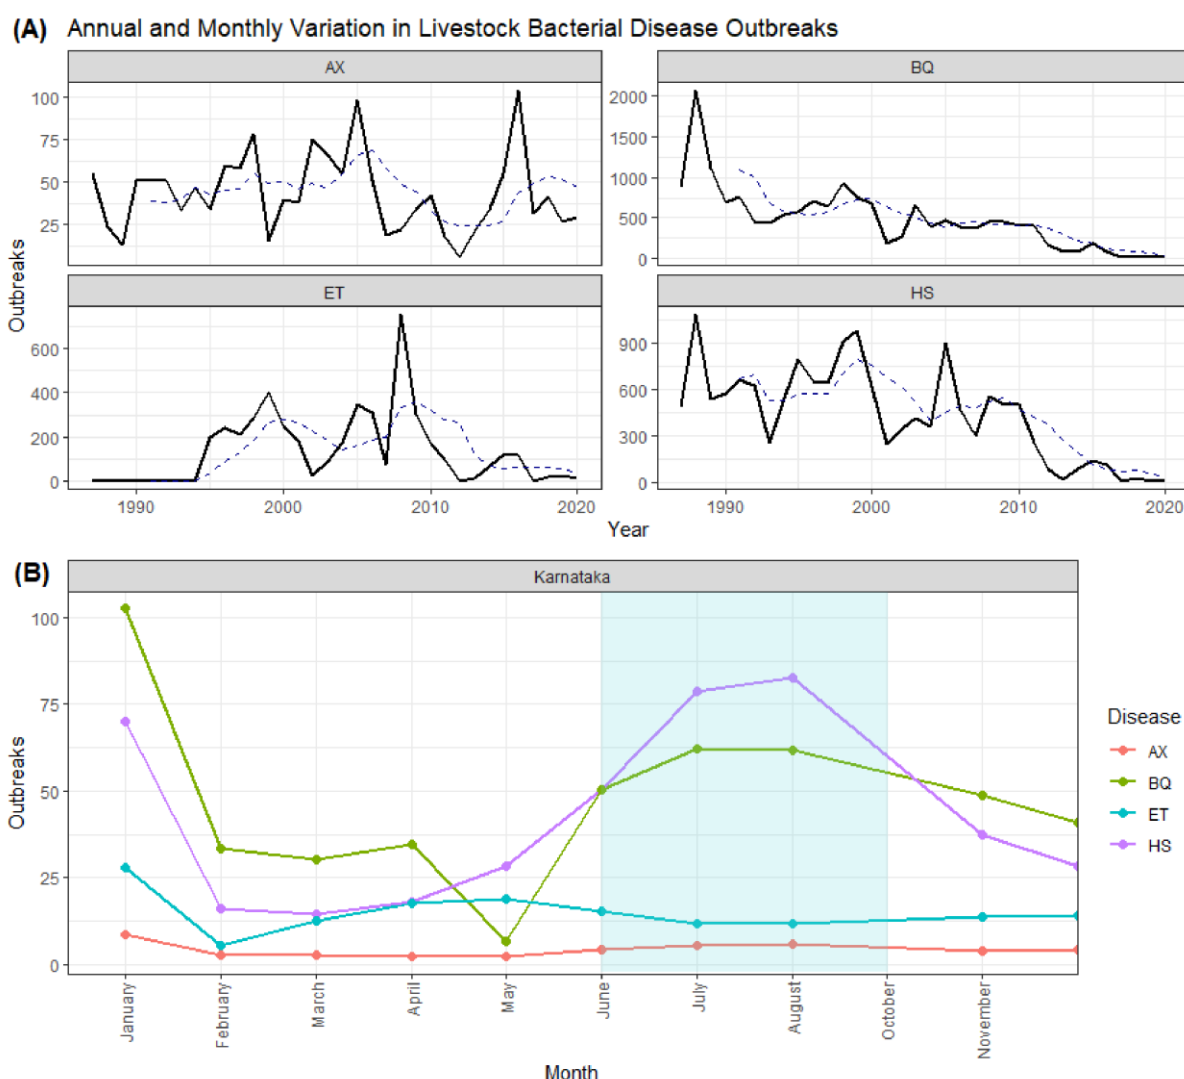 (A) Annual and Monthly Variation in Livestock Bacterial Disease Outbreaks
AX BQ
100
75
50
25
2000
1500
1000
500
0
Outbreaks
ET HS
600
400
200
0
900
600
300
0
1990 2000 2010 2020 1990 2000 2010 2020
Year
(B) Karnataka
100
75
50
25
0
Outbreaks
January February March April May June July August October November
Month
Disease
AX
BQ
ET
HS